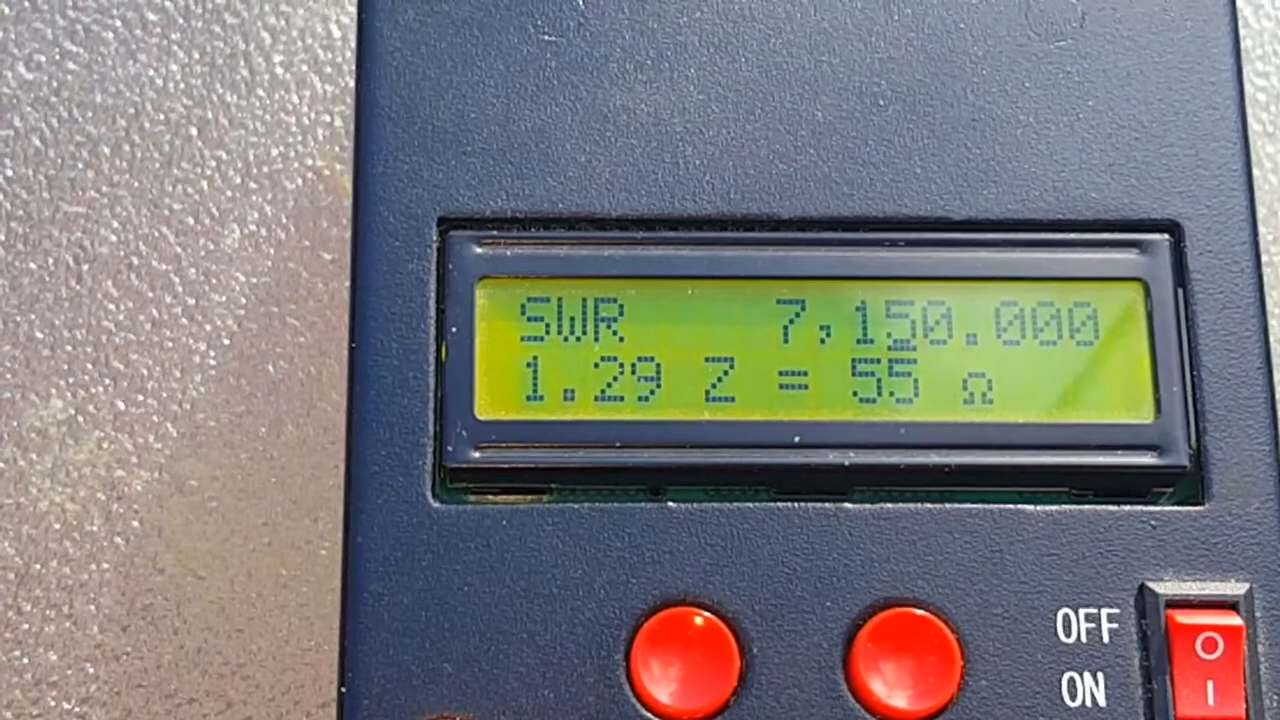 SWR 7,150.000
1.29 Z = 55 Ω
OFF
ON